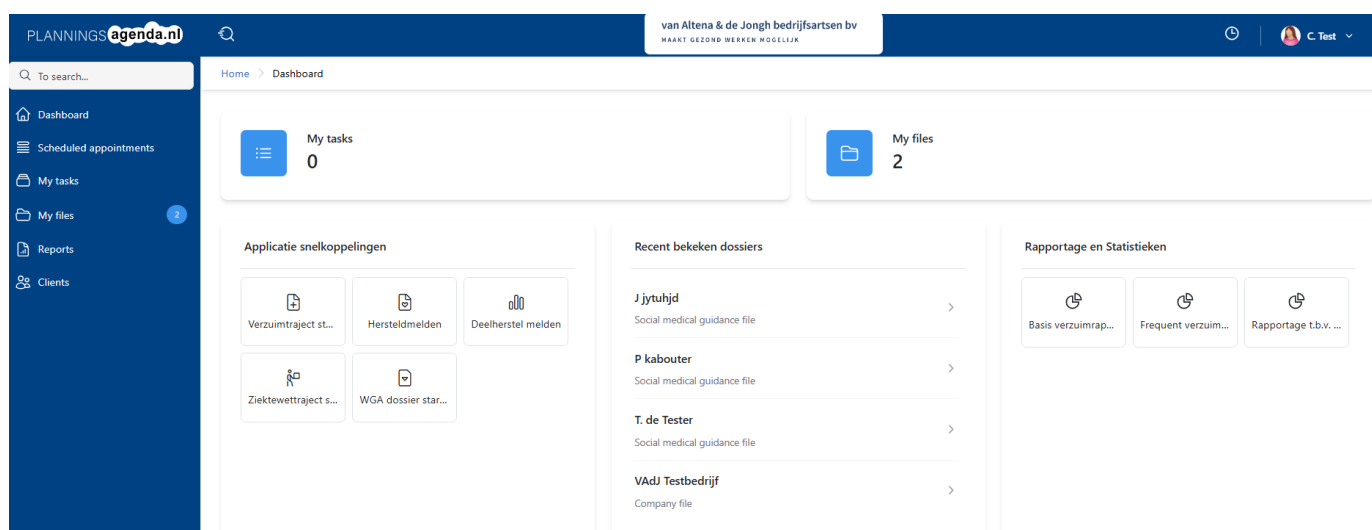 PLANNINGSagenda.nl
van Altena & de Jongh bedrijfsartsen bv
MAAKT GEZOND WERKEN MOGELIJK
C. Test
To search...
Home > Dashboard
Dashboard
Scheduled appointments
My tasks
My files 2
Reports
Clients
My tasks
0
My files
2
Applicatie snelkoppelingen
Verzuimtraject st...
Hersteldmelden
Deelherstel melden
Ziektewettraject s...
WGA dossier star...
Recent bekeken dossiers
J jytuhjd
Social medical guidance file
P kabouter
Social medical guidance file
T. de Tester
Social medical guidance file
VAdJ Testbedrijf
Company file
Rapportage en Statistieken
Basis verzuimrap...
Frequent verzuim...
Rapportage t.b.v. ...